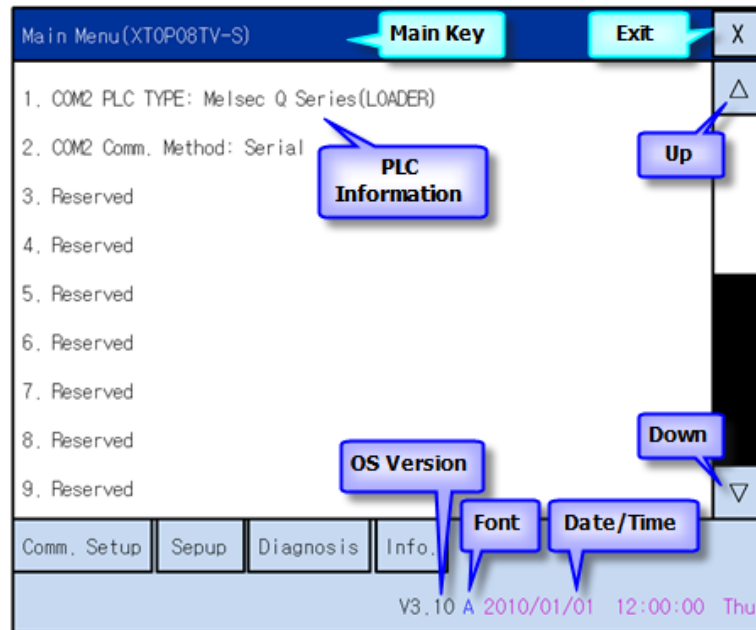 Main Menu(XTOP08TV-S) Main Key Exit X
1. COM2 PLC TYPE: Melsec Q Series(LOADER)
Up
2. COM2 Comm. Method: Serial
PLC
Information
3. Reserved
4. Reserved
5. Reserved
6. Reserved
7. Reserved
8. Reserved
Down
OS Version
9. Reserved
Font Date/Time
Comm. Setup Sepup Diagnosis Info.
V3.10 A 2010/01/01 12:00:00 Thu